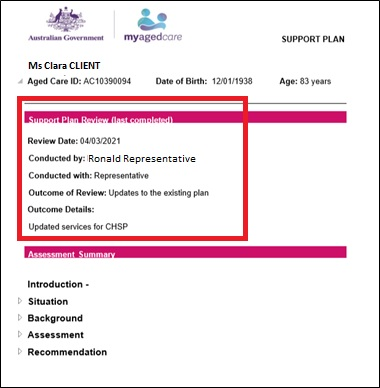 Australian Government
myagedcare
SUPPORT PLAN
Ms Clara CLIENT
Aged Care ID: AC10390094 Date of Birth: 12/01/1938 Age: 83 years
Support Plan Review (last completed)
Review Date: 04/03/2021
Conducted by: Ronald Representative
Conducted with: Representative
Outcome of Review: Updates to the existing plan
Outcome Details:
Updated services for CHSP
Assessment Summary
Introduction -
Situation
Background
Assessment
Recommendation